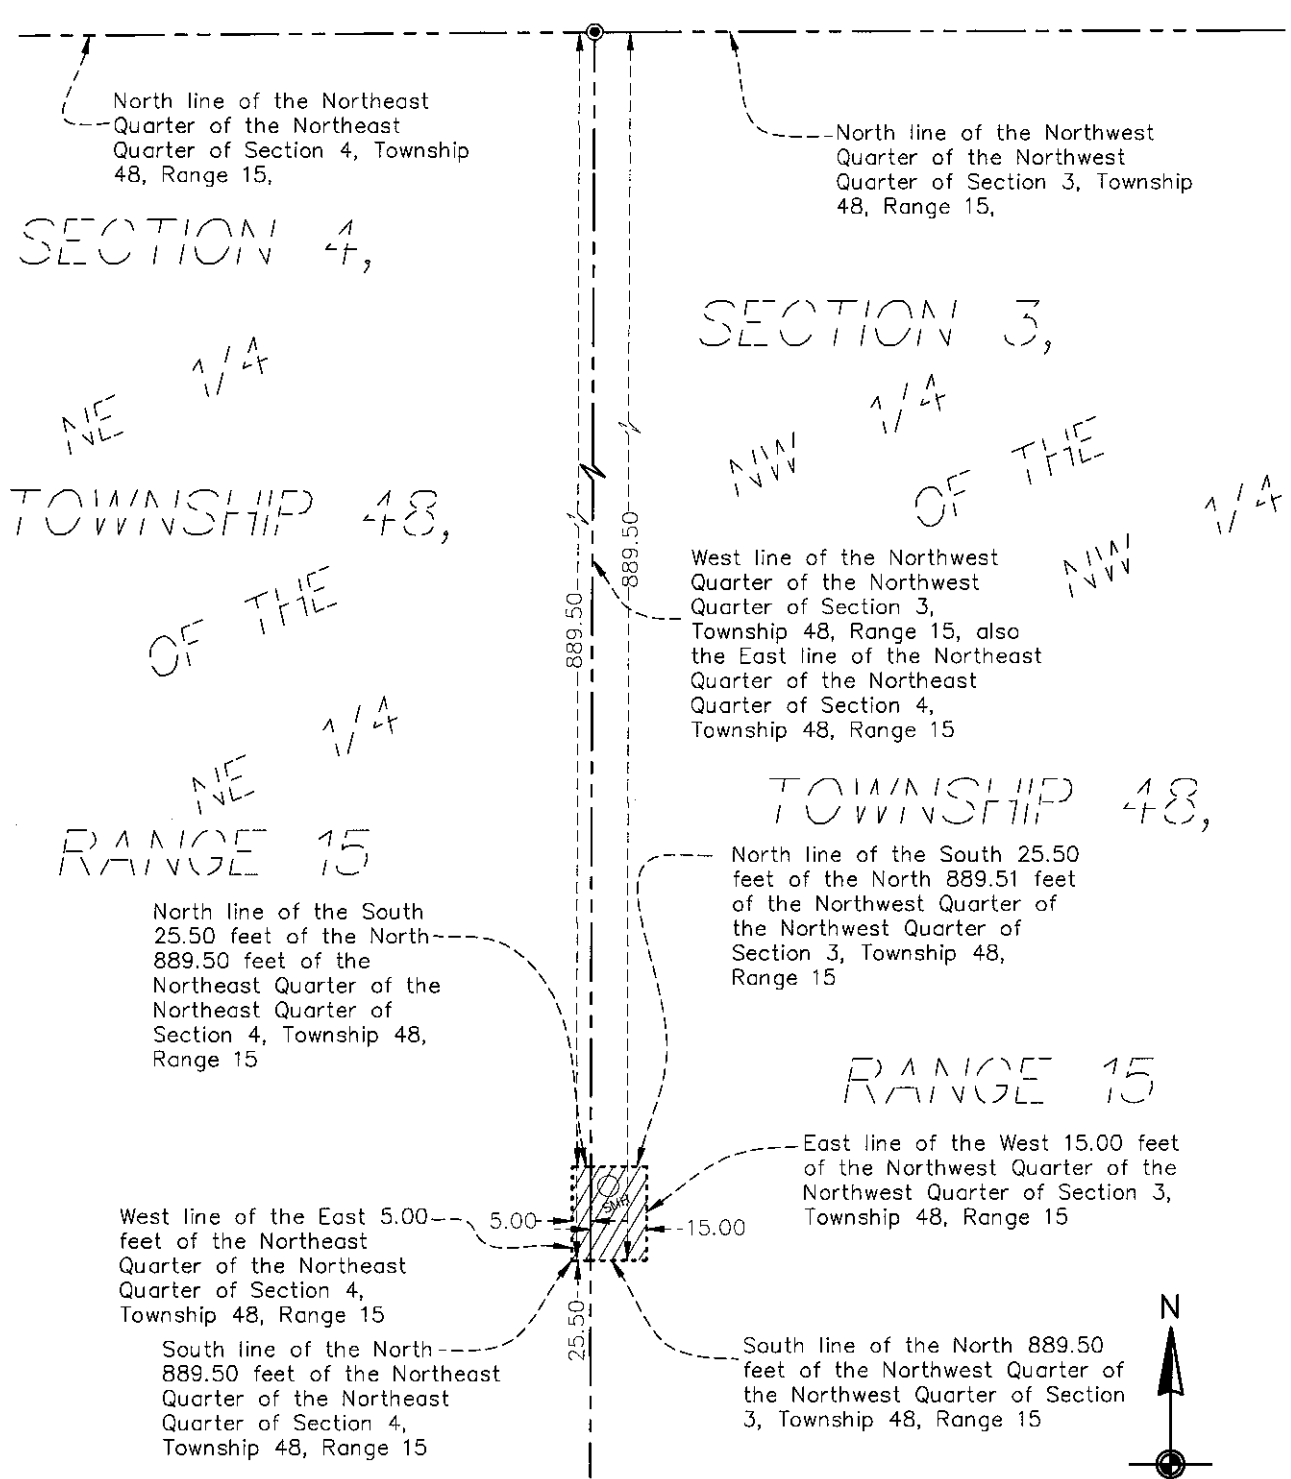 North line of the Northeast
Quarter of the Northeast
Quarter of Section 4, Township
48, Range 15,
North line of the Northwest
Quarter of the Northwest
Quarter of Section 3, Township
48, Range 15,
SECTION 4,
SECTION 3,
NE 1/4
NW 1/4
OF THE
NW 1/4
TOWNSHIP 48,
889.50
889.50
West line of the Northwest
Quarter of the Northwest
Quarter of Section 3,
Township 48, Range 15, also
the East line of the Northeast
Quarter of the Northeast
Quarter of Section 4,
Township 48, Range 15
OF THE
NE 1/4
TOWNSHIP 48,
RANGE 15
North line of the South 25.50
feet of the North 889.51 feet
of the Northwest Quarter of
the Northwest Quarter of
Section 3, Township 48,
Range 15
North line of the South
25.50 feet of the North
889.50 feet of the
Northeast Quarter of the
Northeast Quarter of
Section 4, Township 48,
Range 15
RANGE 15
East line of the West 15.00 feet
of the Northwest Quarter of the
Northwest Quarter of Section 3,
Township 48, Range 15
SMH
5.00
15.00
West line of the East 5.00
feet of the Northeast
Quarter of the Northeast
Quarter of Section 4,
Township 48, Range 15
25.50
South line of the North
889.50 feet of the Northeast
Quarter of the Northeast
Quarter of Section 4,
Township 48, Range 15
South line of the North 889.50
feet of the Northwest Quarter of
the Northwest Quarter of Section
3, Township 48, Range 15
N